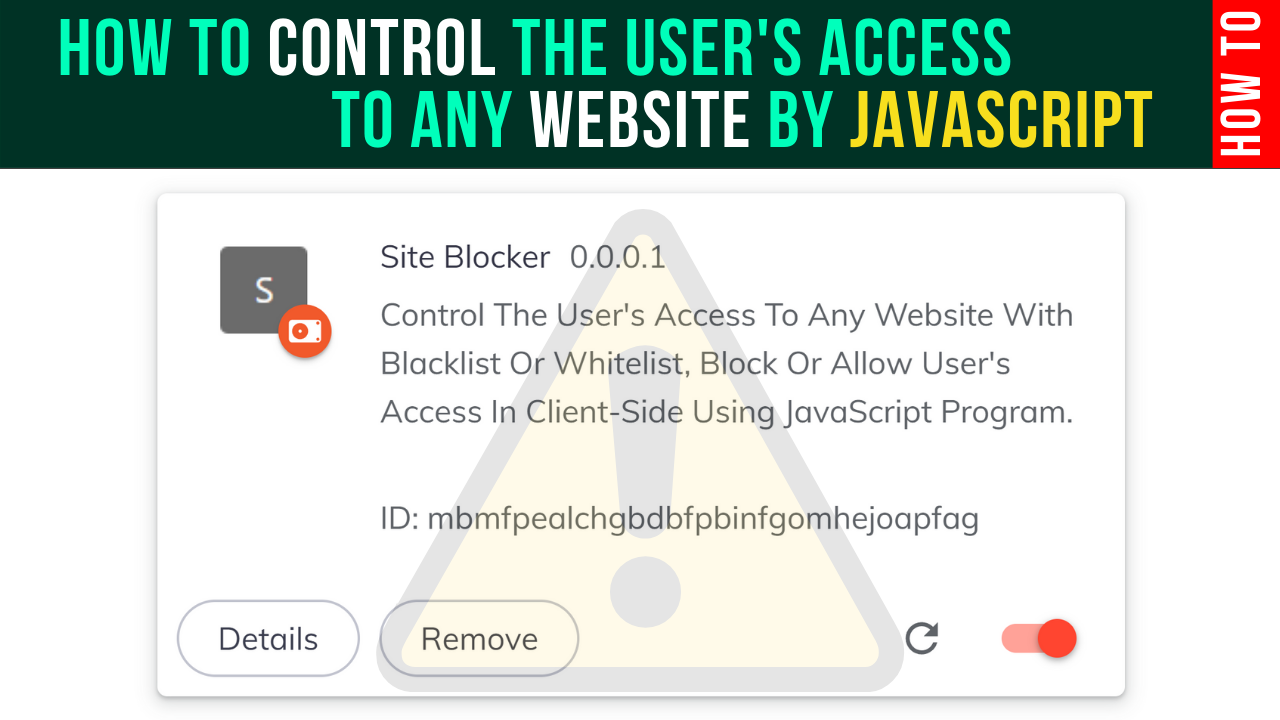 HOW TO CONTROL THE USER'S ACCESS
TO ANY WEBSITE BY JAVASCRIPT
HOW TO
S
Site Blocker 0.0.0.1
Control The User's Access To Any Website With
Blacklist Or Whitelist, Block Or Allow User's
Access In Client-Side Using JavaScript Program.
ID: mbmfpealchgbdbfpbinfgomhejoapfag
Details
Remove